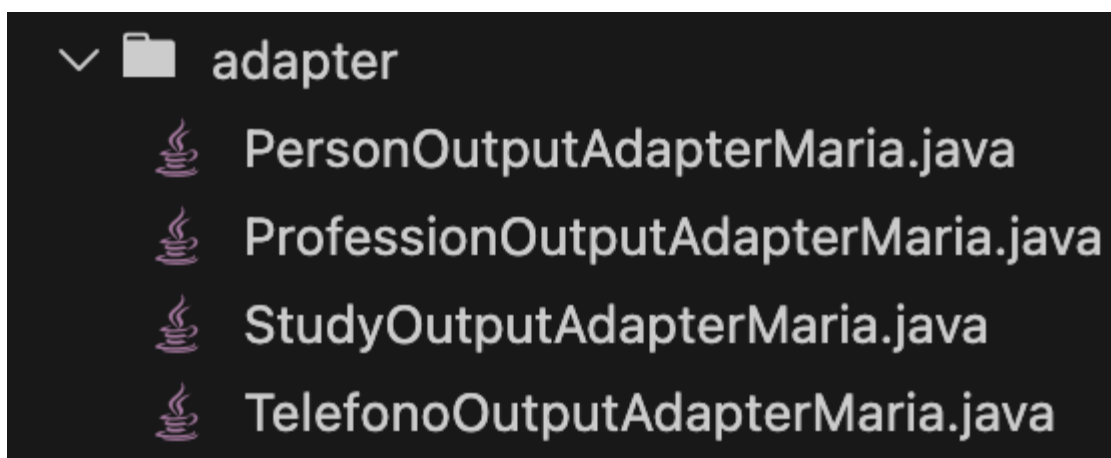 adapter
PersonOutputAdapterMaria.java
ProfessionOutputAdapterMaria.java
StudyOutputAdapterMaria.java
TelefonoOutputAdapterMaria.java